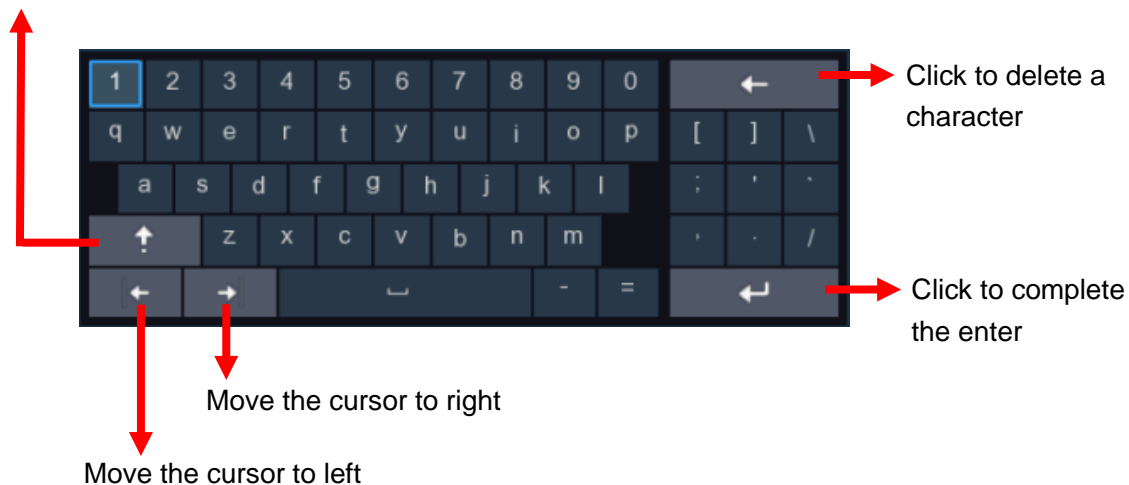 1 2 3 4 5 6 7 8 9 0
Click to delete a
character
q w e r t y u i o p [ ] \
a s d f g h j k l ; ' `
z x c v b n m , . /
- =
Click to complete
the enter
Move the cursor to right
Move the cursor to left